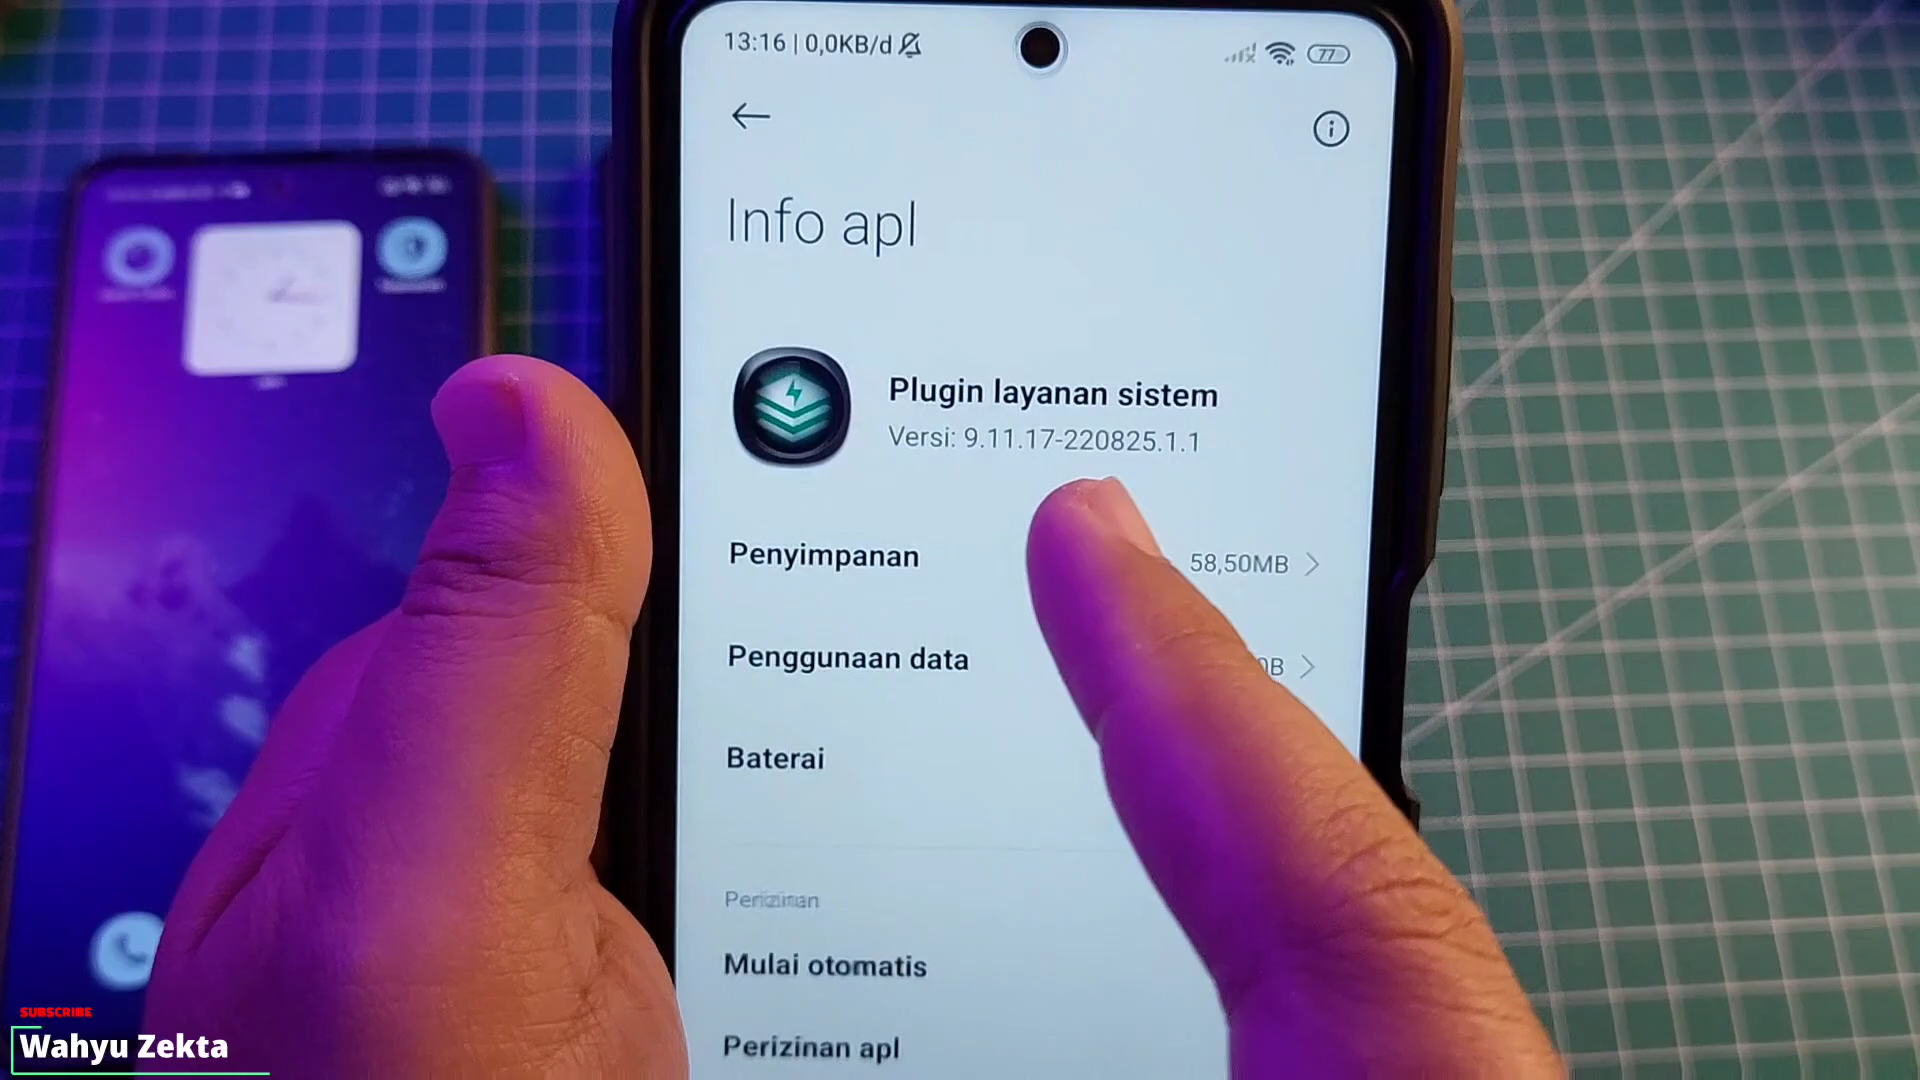 13:16 | 0,0KB/d
77
Info apl
Plugin layanan sistem
Versi: 9.11.17-220825.1.1
Penyimpanan
58,50MB
Penggunaan data
Baterai
Perizinan
Mulai otomatis
Perizinan apl
SUBSCRIBE
Wahyu Zekta